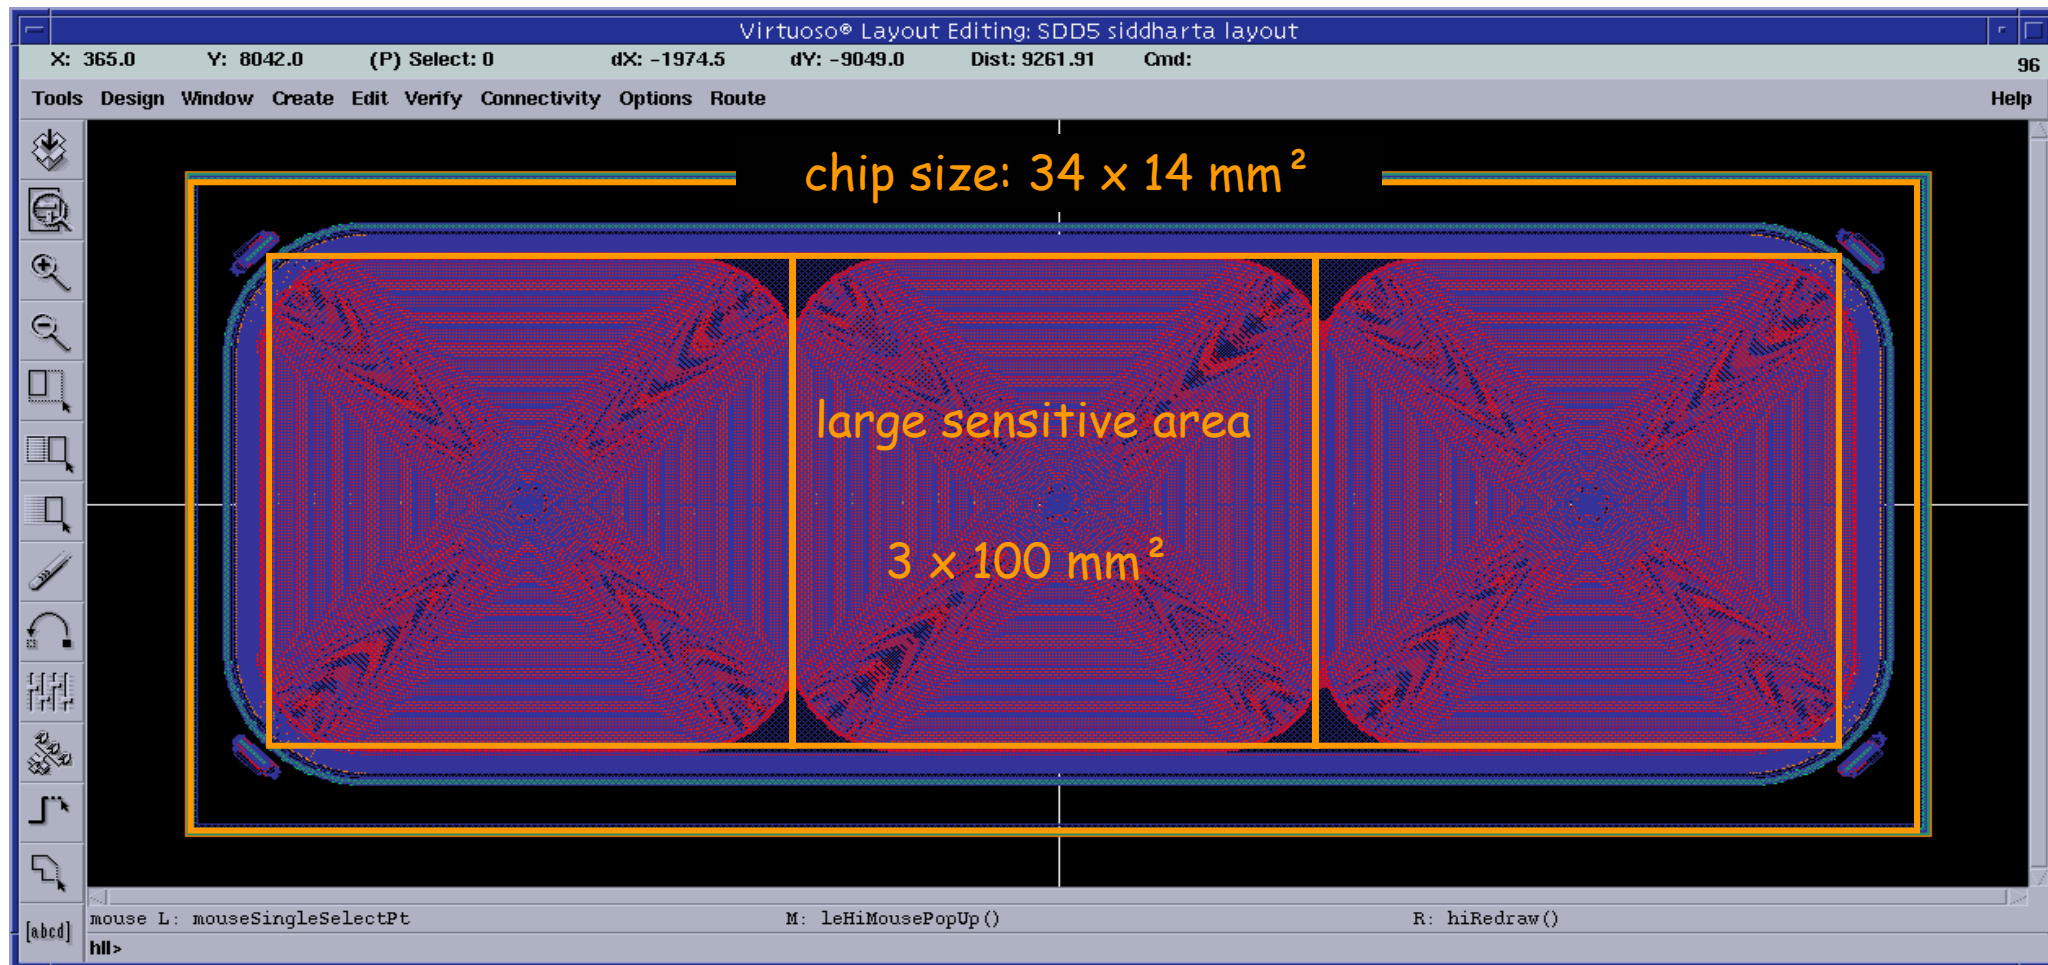 Virtuoso® Layout Editing: SDD5 siddharta layout
X: 365.0 Y: 8042.0 (P) Select: 0 dX: -1974.5 dY: -9049.0 Dist: 9261.91 Cmd: 96
Tools Design Window Create Edit Verify Connectivity Options Route Help
chip size: 34 x 14 mm²
large sensitive area
3 x 100 mm²
[abcd]
mouse L: mouseSingleSelectPt M: leHiMousePopUp() R: hiRedraw()
hll>